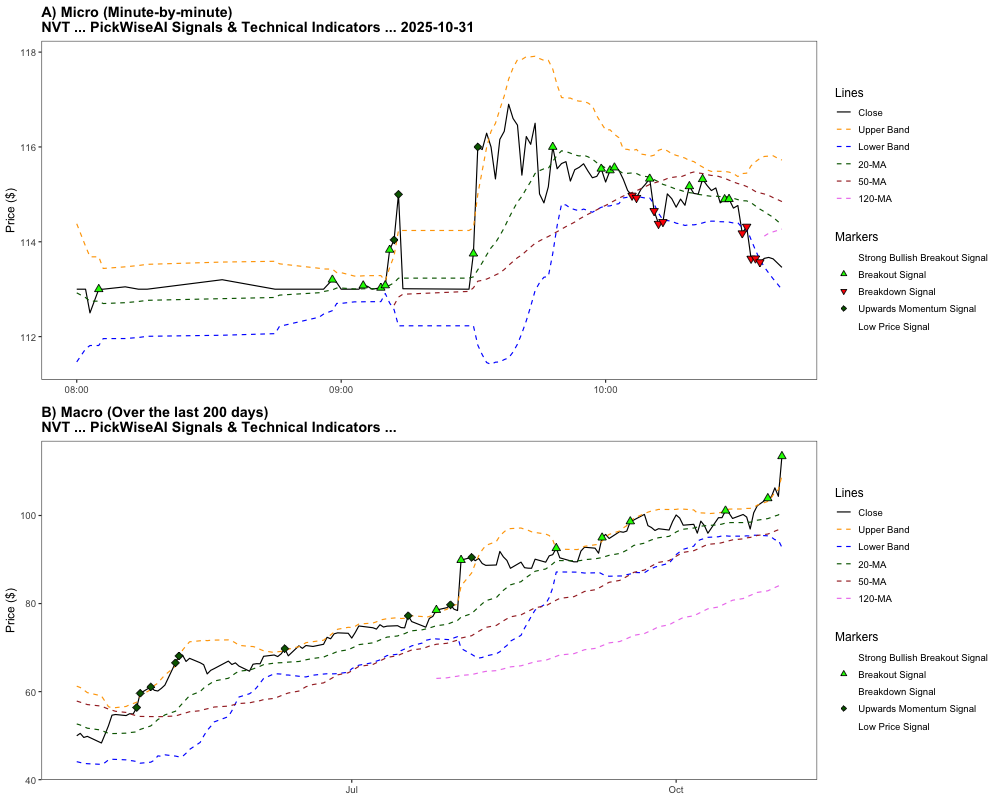 A) Micro (Minute-by-minute)
NVT ... PickWiseAI Signals & Technical Indicators ... 2025-10-31
118
116
114
112
Price ($)
08:00
09:00
10:00
Lines
Close
Upper Band
Lower Band
20-MA
50-MA
120-MA
Markers
Strong Bullish Breakout Signal
Breakout Signal
Breakdown Signal
Upwards Momentum Signal
Low Price Signal
B) Macro (Over the last 200 days)
NVT ... PickWiseAI Signals & Technical Indicators ...
100
80
60
40
Price ($)
Jul
Oct
Lines
Close
Upper Band
Lower Band
20-MA
50-MA
120-MA
Markers
Strong Bullish Breakout Signal
Breakout Signal
Breakdown Signal
Upwards Momentum Signal
Low Price Signal